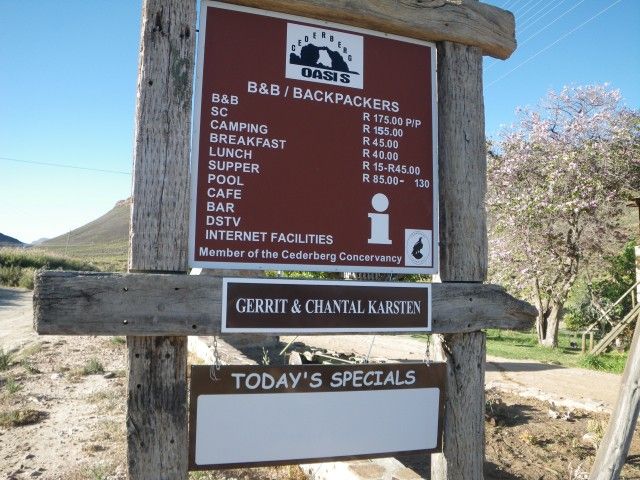 CEDERBERG
OASIS
B&B / BACKPACKERS
B&B R 175.00 P/P
SC R 155.00
CAMPING R 45.00
BREAKFAST R 40.00
LUNCH R 15-R45.00
SUPPER R 85.00- 130
POOL
CAFE
BAR
DSTV
INTERNET FACILITIES
i
Member of the Cederberg Concervancy
GERRIT & CHANTAL KARSTEN
TODAY'S SPECIALS